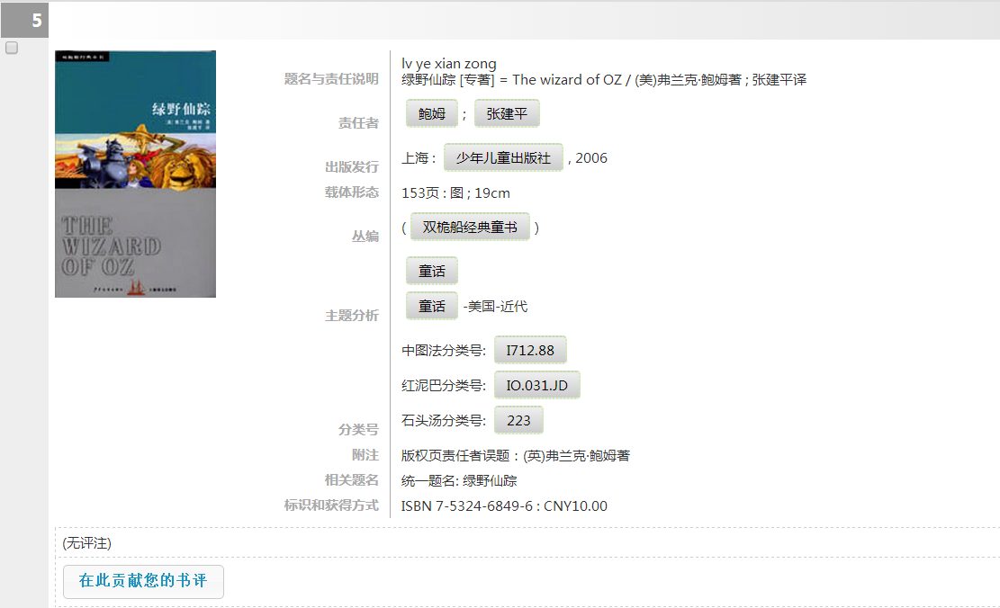 5
绿野仙踪
THE
WIZARD
OF OZ
题名与责任说明
lv ye xian zong
绿野仙踪 [专著] = The wizard of OZ / (美)弗兰克·鲍姆著 ; 张建平译
责任者
鲍姆 ; 张建平
出版发行
上海 : 少年儿童出版社 , 2006
载体形态
153页 : 图 ; 19cm
丛编
( 双桅船经典童书 )
主题分析
童话
童话 -美国-近代
分类号
中图法分类号: I712.88
红泥巴分类号: IO.031.JD
石头汤分类号: 223
附注
版权页责任者误题：(英)弗兰克·鲍姆著
相关题名
统一题名: 绿野仙踪
标识和获得方式
ISBN 7-5324-6849-6 : CNY10.00
(无评注)
在此贡献您的书评